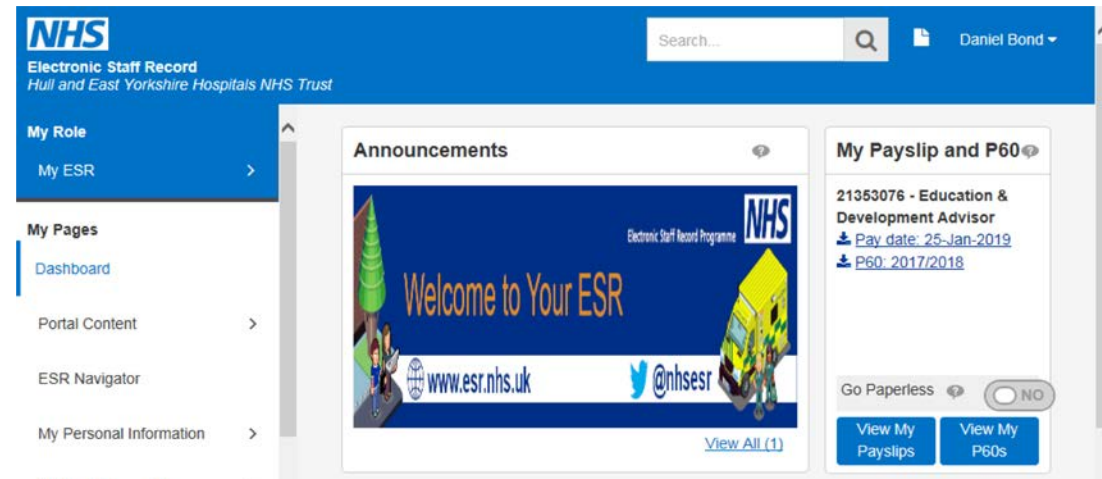 NHS
Electronic Staff Record
Hull and East Yorkshire Hospitals NHS Trust
Search...
Daniel Bond
My Role
My ESR
My Pages
Dashboard
Portal Content
ESR Navigator
My Personal Information
Announcements
Electronic Staff Record Programme
NHS
Welcome to Your ESR
www.esr.nhs.uk
@nhsesr
View All (1)
My Payslip and P60
21353076 - Education &
Development Advisor
Pay date: 25-Jan-2019
P60: 2017/2018
Go Paperless
NO
View My
Payslips
View My
P60s